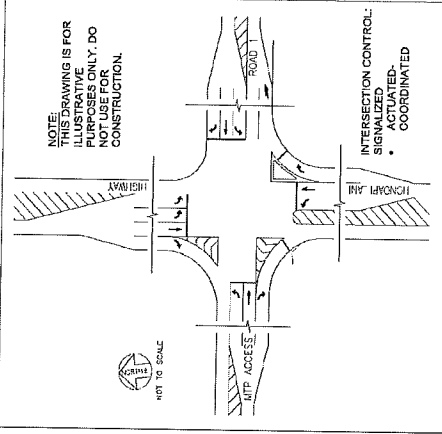 NOTE:
THIS DRAWING IS FOR
ILLUSTRATIVE
PURPOSES ONLY. DO
NOT USE FOR
CONSTRUCTION.
HIGHWAY
ROAD I
NORTH
NOT TO SCALE
MTP ACCESS
HONOAPIILANI
INTERSECTION CONTROL:
SIGNALIZED
• ACTUATED-
COORDINATED